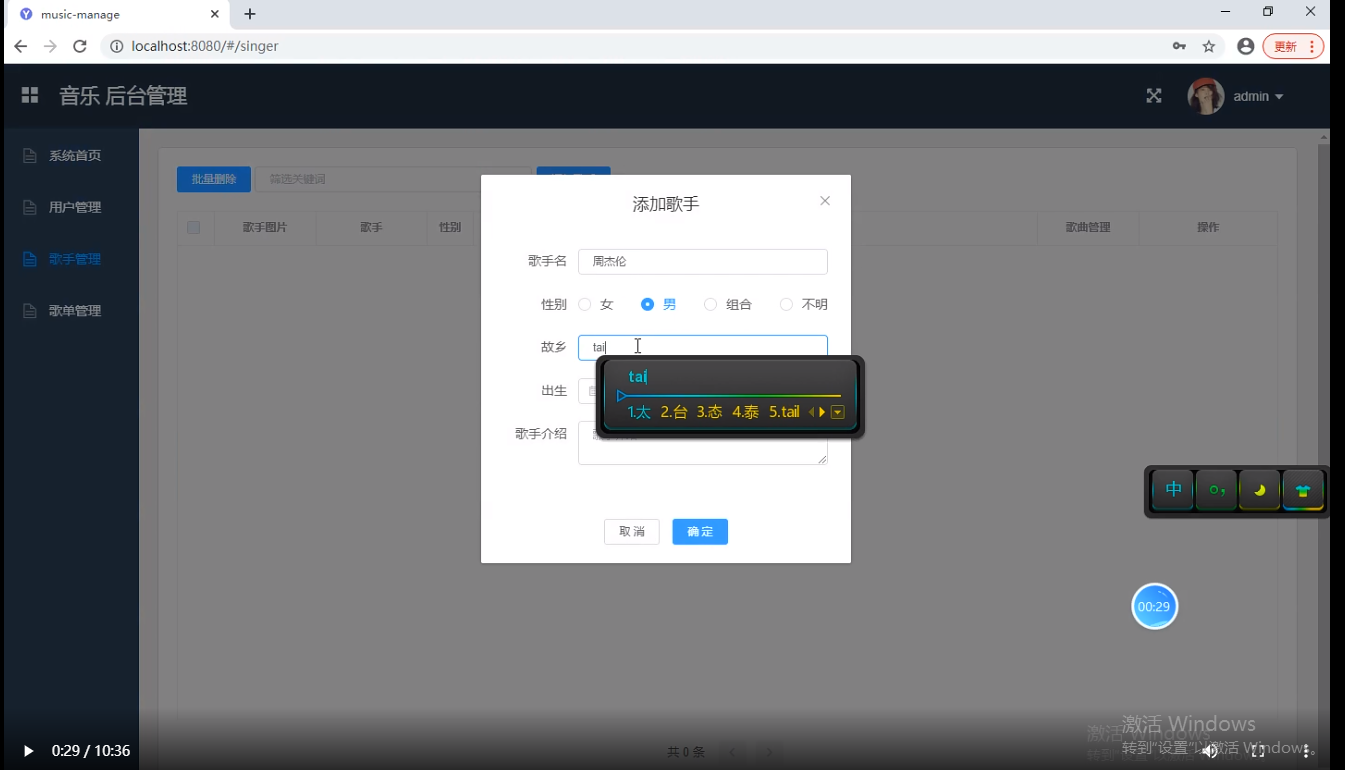 music-manage
localhost:8080/#/singer
更新
音乐 后台管理
admin
系统首页
用户管理
歌手管理
歌单管理
批量删除
筛选关键词
歌手图片
歌手
性别
歌曲管理
操作
添加歌手
歌手名
周杰伦
性别
女
男
组合
不明
故乡
tai
tai
1.太 2.台 3.态 4.泰 5.tail
出生
歌手介绍
取消
确定
中
00:29
共 0 条
激活 Windows
转到"设置"以激活 Windows。
0:29 / 10:36